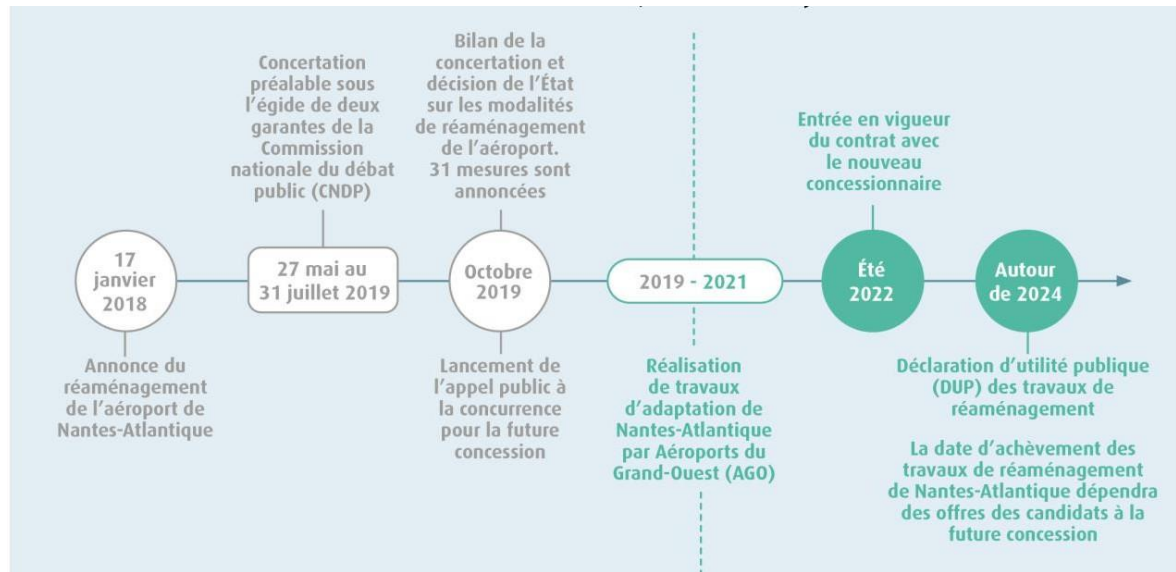 Concertation
préalable sous
l'égide de deux
garantes de la
Commission
nationale du débat
public (CNDP)
Bilan de la
concertation et
décision de l'État
sur les modalités
de réaménagement
de l'aéroport.
31 mesures sont
annoncées
Entrée en vigueur
du contrat avec
le nouveau
concessionnaire
17
janvier
2018
27 mai au
31 juillet 2019
Octobre
2019
2019 - 2021
Été
2022
Autour
de 2024
Annonce du
réaménagement
de l'aéroport de
Nantes-Atlantique
Lancement de
l'appel public à
la concurrence
pour la future
concession
Réalisation
de travaux
d'adaptation de
Nantes-Atlantique
par Aéroports du
Grand-Ouest (AGO)
Déclaration d'utilité publique
(DUP) des travaux de
réaménagement
La date d'achèvement des
travaux de réaménagement
de Nantes-Atlantique dépendra
des offres des candidats à la
future concession